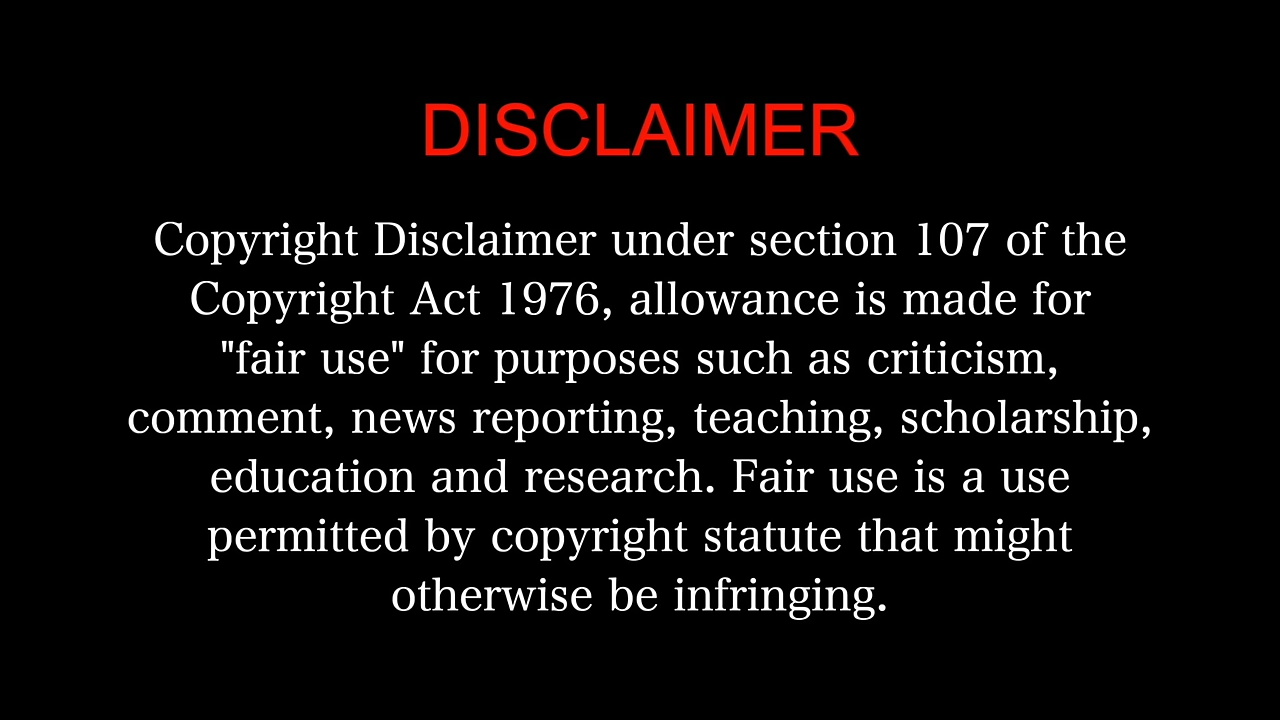 DISCLAIMER
Copyright Disclaimer under section 107 of the
Copyright Act 1976, allowance is made for
"fair use" for purposes such as criticism,
comment, news reporting, teaching, scholarship,
education and research. Fair use is a use
permitted by copyright statute that might
otherwise be infringing.